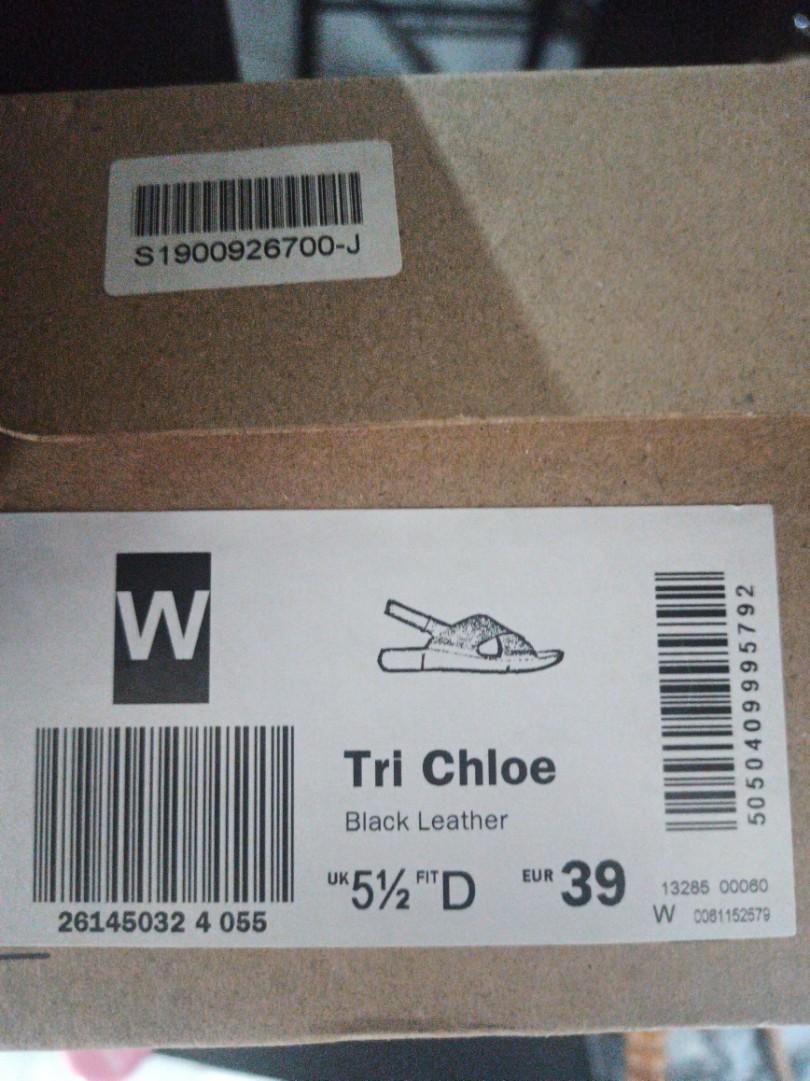 S1900926700-J
W
Tri Chloe
Black Leather
UK 5½ FIT D EUR 39
26145032 4 055
5050409995792
13285 00060
W 0081152579